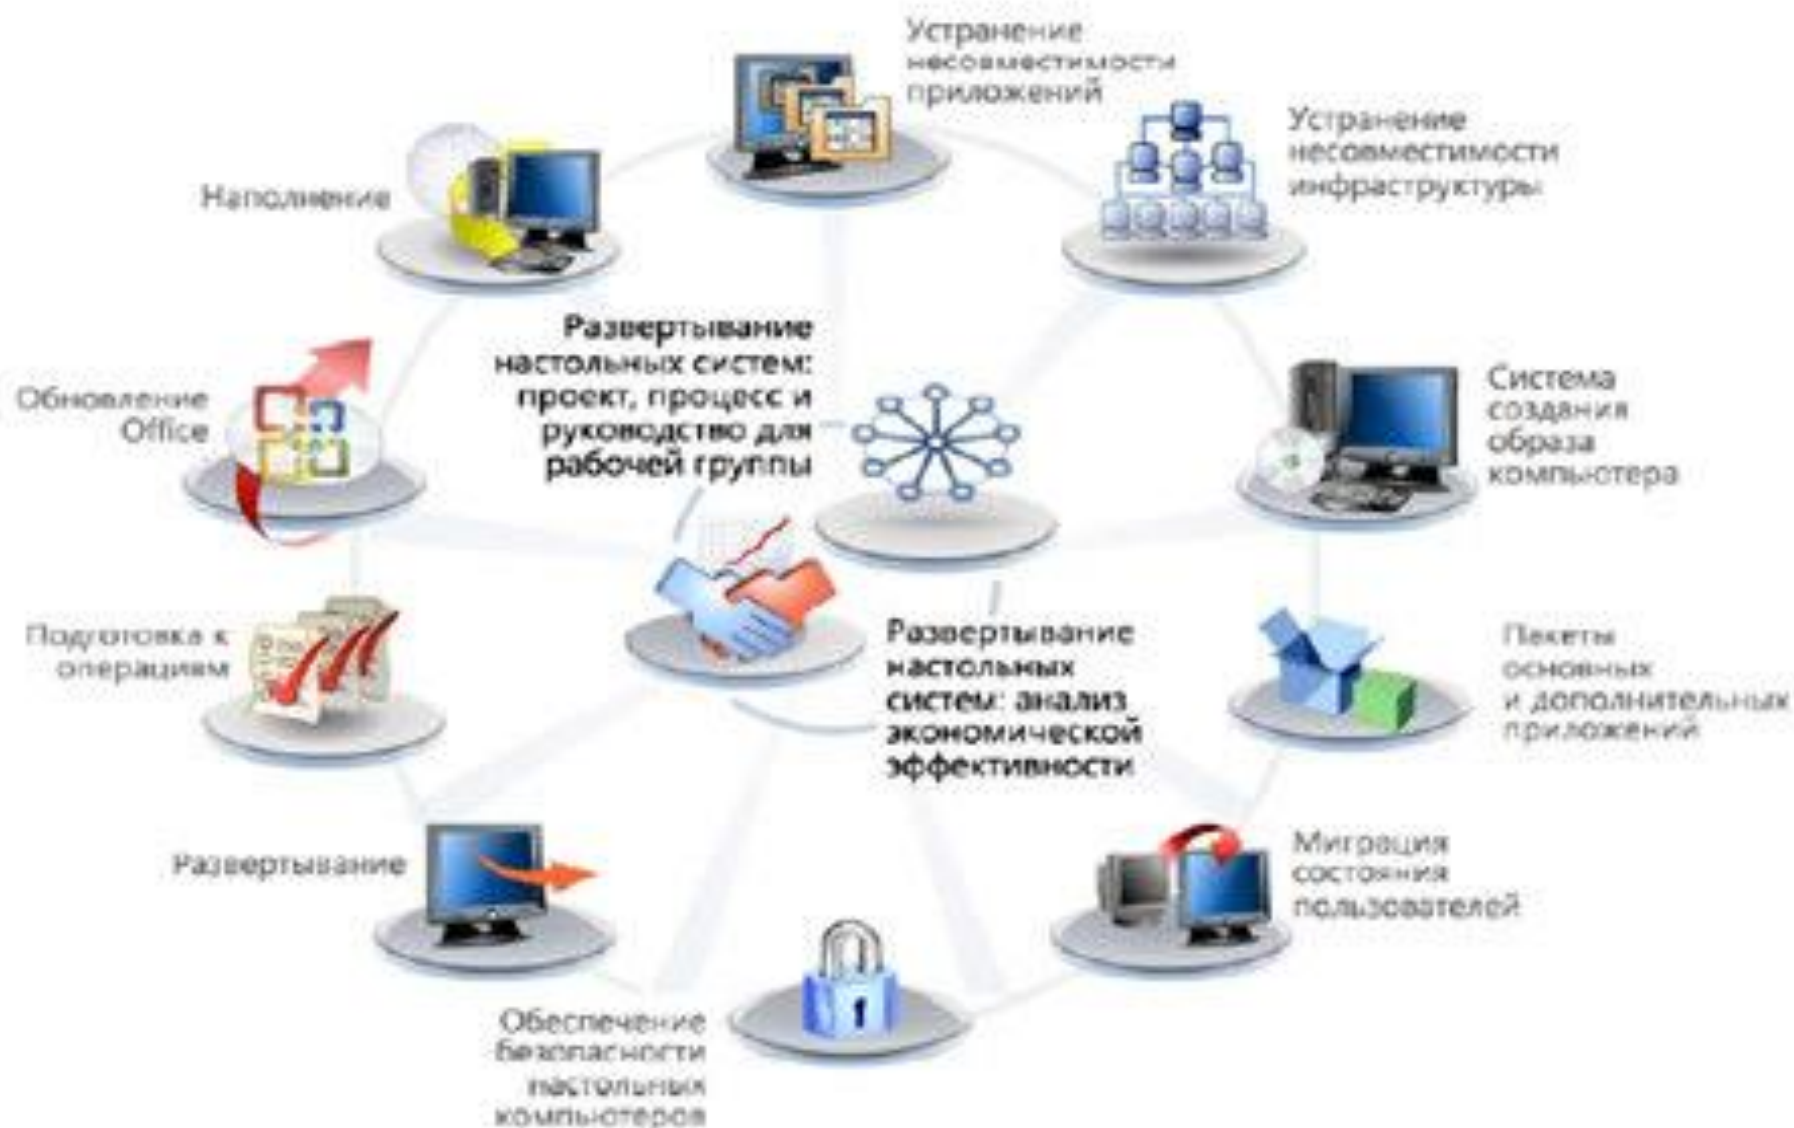 Устранение
несовместимости
приложений
Устранение
несовместимости
инфраструктуры
Наполнение
Развертывание
настольных систем:
проект, процесс и
руководство для
рабочей группы
Обновление
Office
Система
создания
образа
компьютера
Подготовка к
операциям
Развертывание
настольных
систем: анализ
экономической
эффективности
Пакеты
основных
и дополнительных
приложений
Развертывание
Миграция
состояния
пользователей
Обеспечение
безопасности
настольных
компьютеров